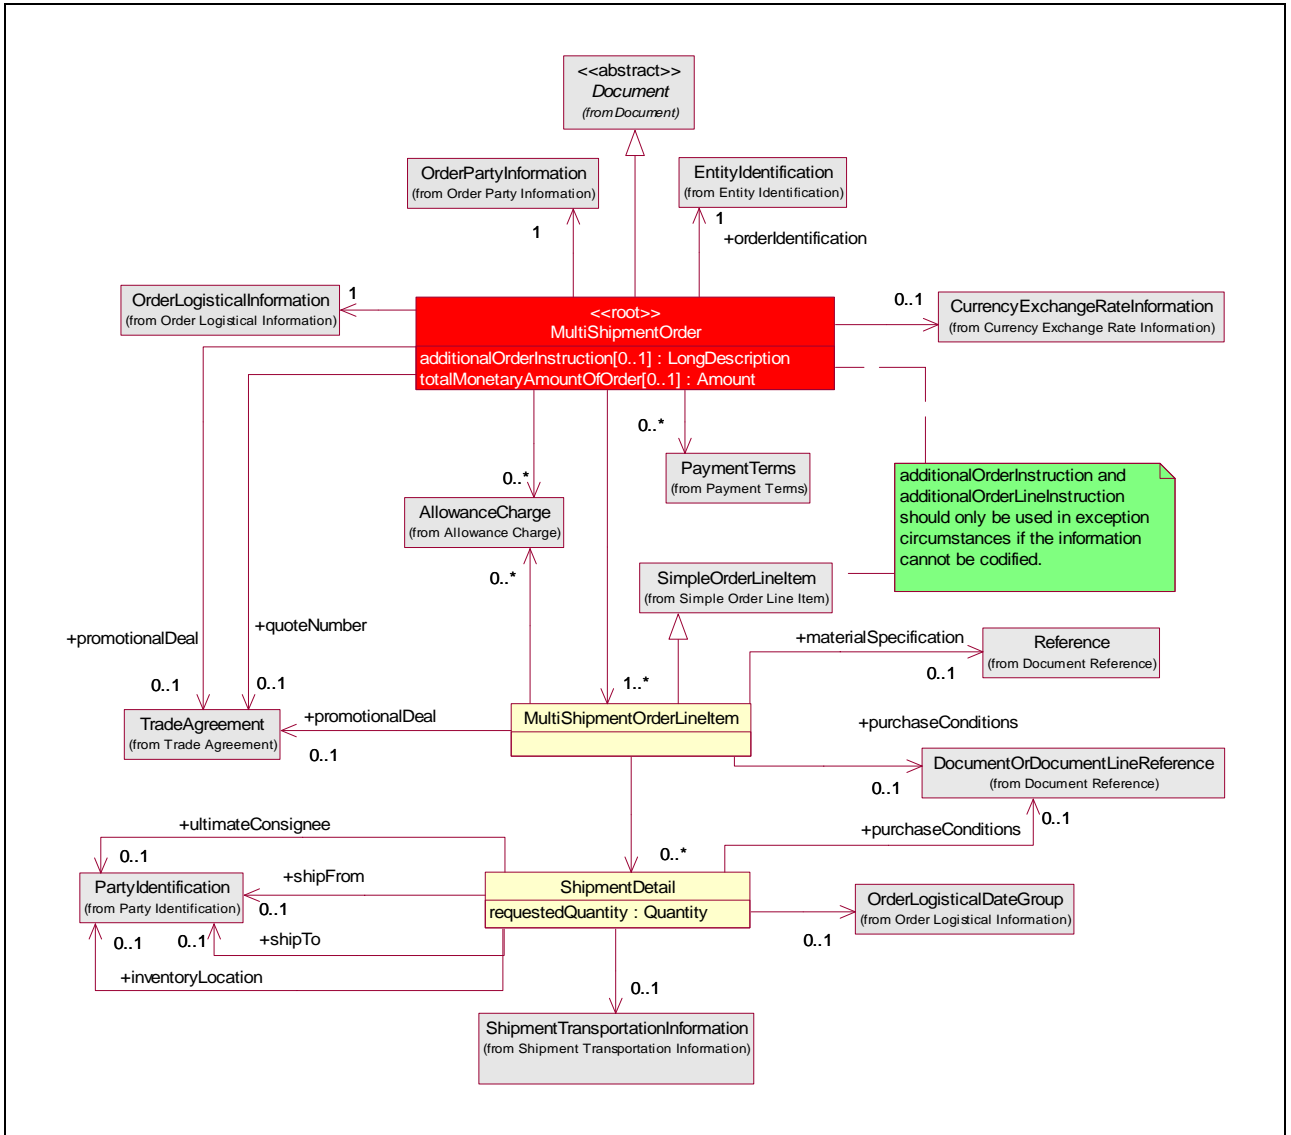 <<abstract>>
Document
(from Document)
OrderPartyInformation
(from Order Party Information)
EntityIdentification
(from Entity Identification)
1
1
+orderIdentification
OrderLogisticalInformation
(from Order Logistical Information)
1
<<root>>
MultiShipmentOrder
additionalOrderInstruction[0..1] : LongDescription
totalMonetaryAmountOfOrder[0..1] : Amount
0..1
CurrencyExchangeRateInformation
(from Currency Exchange Rate Information)
0..*
PaymentTerms
(from Payment Terms)
0..*
AllowanceCharge
(from Allowance Charge)
0..*
additionalOrderInstruction and
additionalOrderLineInstruction
should only be used in exception
circumstances if the information
cannot be codified.
SimpleOrderLineItem
(from Simple Order Line Item)
+promotionalDeal
+quoteNumber
0..1
0..1
+materialSpecification
0..1
Reference
(from Document Reference)
1..*
TradeAgreement
(from Trade Agreement)
+promotionalDeal
0..1
MultiShipmentOrderLineItem
+purchaseConditions
0..1
DocumentOrDocumentLineReference
(from Document Reference)
+purchaseConditions
0..1
+ultimateConsignee
0..1
0..*
PartyIdentification
(from Party Identification)
+shipFrom
0..1
ShipmentDetail
requestedQuantity : Quantity
OrderLogisticalDateGroup
(from Order Logistical Information)
0..1
0..1
0..1
+shipTo
+inventoryLocation
0..1
ShipmentTransportationInformation
(from Shipment Transportation Information)